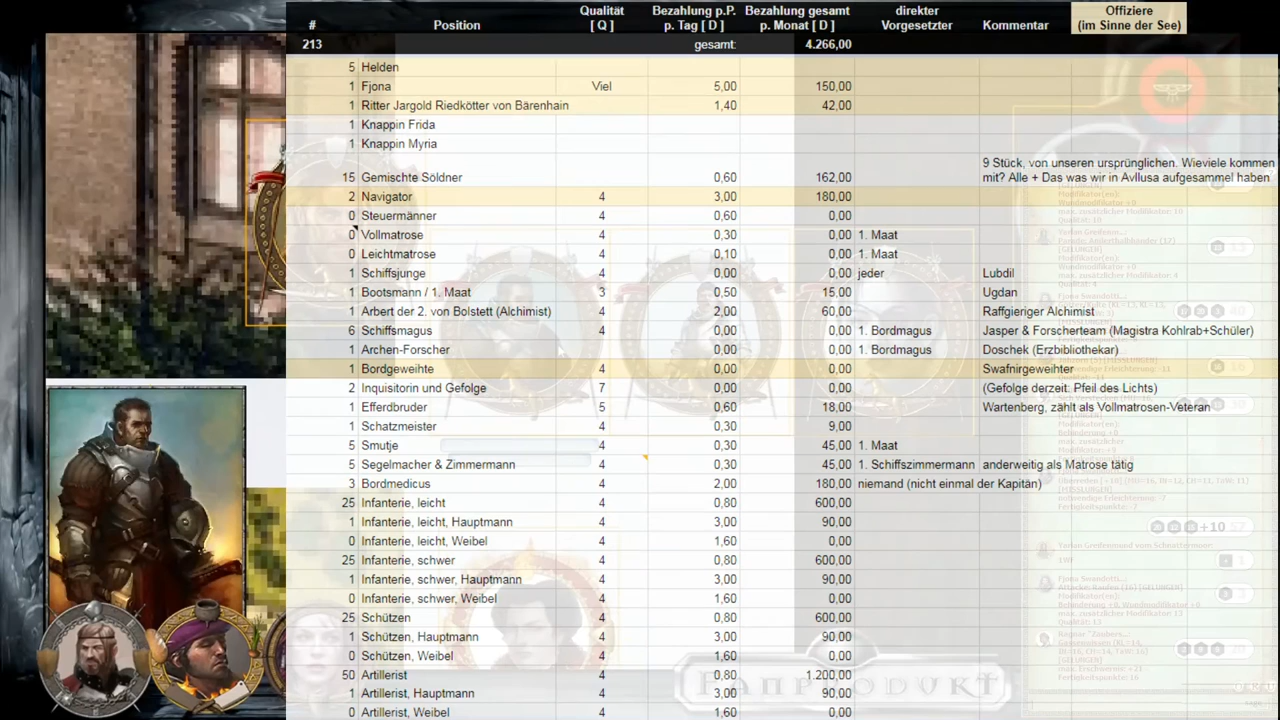 # Position Qualität [ Q ] Bezahlung p.P. p. Tag [ D ] Bezahlung gesamt p. Monat [ D ] direkter Vorgesetzter Kommentar Offiziere (im Sinne der See)
213 gesamt: 4.266,00
5 Helden
1 Fjona Viel 5,00 150,00
1 Ritter Jargold Riedkötter von Bärenhain 1,40 42,00
1 Knappin Frida
1 Knappin Myria
9 Stück, von unseren ursprünglichen. Wieviele kommen
15 Gemischte Söldner 0,60 162,00 mit? Alle + Das was wir in Avllusa aufgesammel haben
2 Navigator 4 3,00 180,00
0 Steuermänner 4 0,60 0,00
0 Vollmatrose 4 0,30 0,00 1. Maat
0 Leichtmatrose 4 0,10 0,00 1. Maat
1 Schiffsjunge 4 0,00 0,00 jeder Lubdil
1 Bootsmann / 1. Maat 3 0,50 15,00 Ugdan
1 Arbert der 2. von Bolstett (Alchimist) 4 2,00 60,00 Raffgieriger Alchimist
6 Schiffsmagus 4 0,00 0,00 1. Bordmagus Jasper & Forscherteam (Magistra Kohlrab+Schüler)
1 Archen-Forscher 0,00 0,00 1. Bordmagus Doschek (Erzbibliothekar)
1 Bordgeweihte 4 0,00 0,00 Swafnirgeweihter
2 Inquisitorin und Gefolge 7 0,00 0,00 (Gefolge derzeit: Pfeil des Lichts)
1 Efferdbruder 5 0,60 18,00 Wartenberg, zählt als Vollmatrosen-Veteran
1 Schatzmeister 4 0,30 9,00
5 Smutje 4 0,30 45,00 1. Maat
5 Segelmacher & Zimmermann 4 0,30 45,00 1. Schiffszimmermann anderweitig als Matrose tätig
3 Bordmedicus 4 2,00 180,00 niemand (nicht einmal der Kapitän)
25 Infanterie, leicht 4 0,80 600,00
1 Infanterie, leicht, Hauptmann 4 3,00 90,00
0 Infanterie, leicht, Weibel 4 1,60 0,00
25 Infanterie, schwer 4 0,80 600,00
1 Infanterie, schwer, Hauptmann 4 3,00 90,00
0 Infanterie, schwer, Weibel 4 1,60 0,00
25 Schützen 4 0,80 600,00
1 Schützen, Hauptmann 4 3,00 90,00
0 Schützen, Weibel 4 1,60 0,00
50 Artillerist 4 0,80 1.200,00
1 Artillerist, Hauptmann 4 3,00 90,00
0 Artillerist, Weibel 4 1,60 0,00